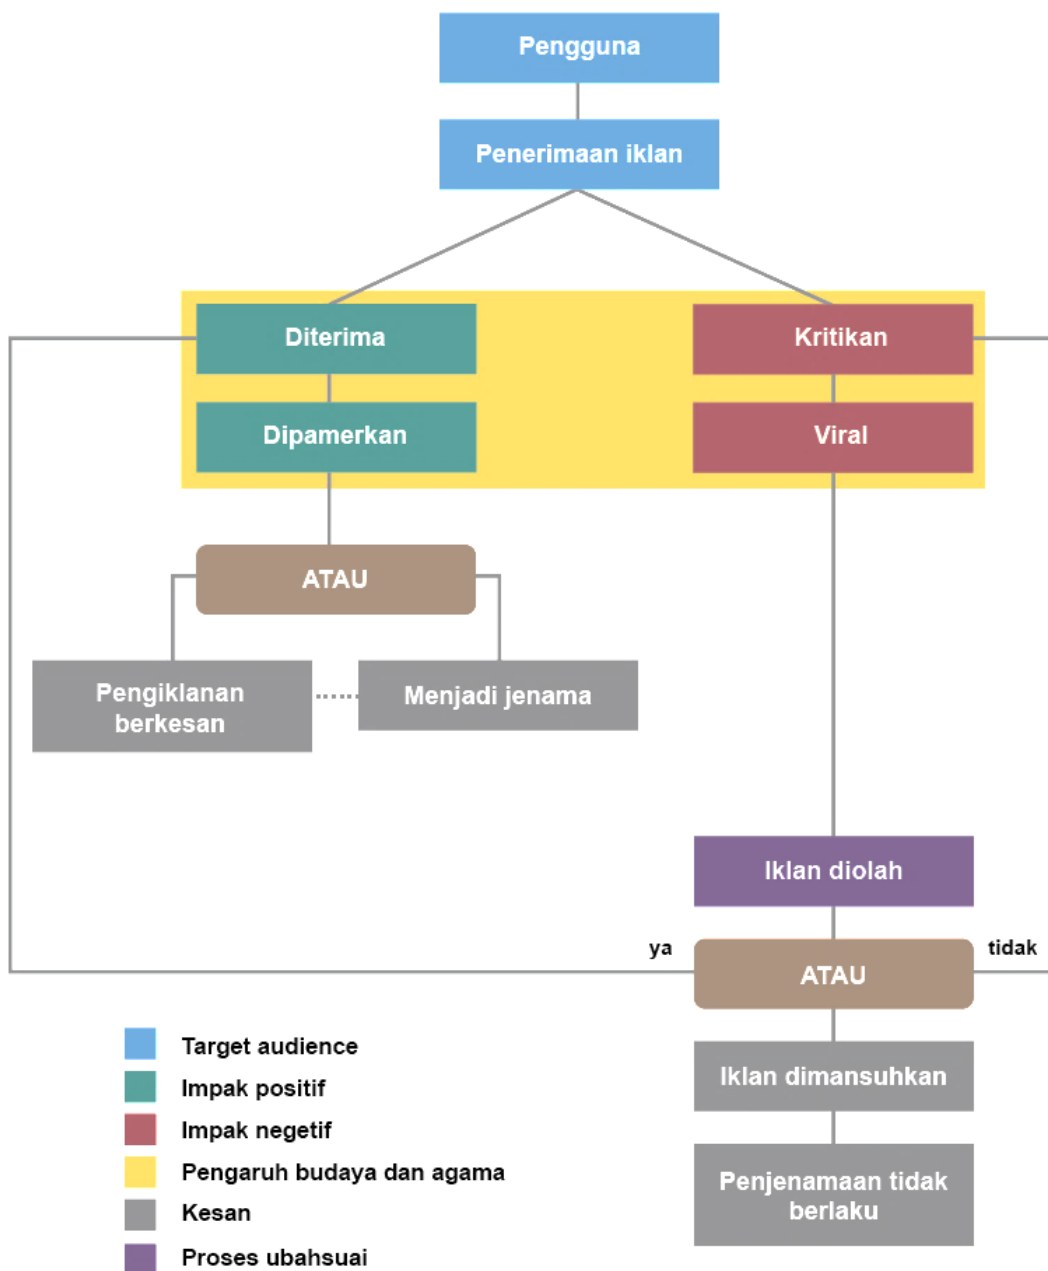 Pengguna
Penerimaan iklan
Diterima
Kritikan
Dipamerkan
Viral
ATAU
Pengiklanan
berkesan
Menjadi jenama
Iklan diolah
ya
ATAU
tidak
Iklan dimansuhkan
Penjenamaan tidak
berlaku
Target audience
Impak positif
Impak negetif
Pengaruh budaya dan agama
Kesan
Proses ubahsuai